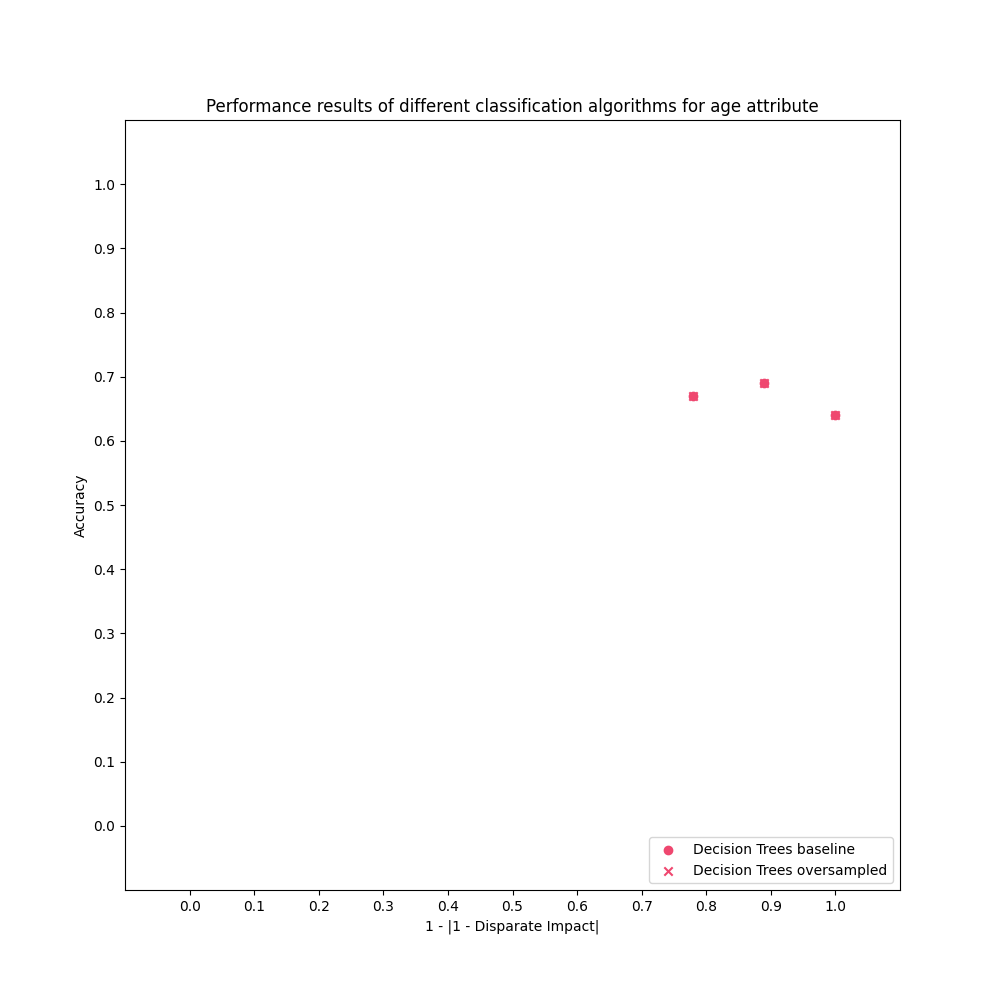 Performance results of different classification algorithms for age attribute
1.0
0.9
0.8
0.7
0.6
0.5
0.4
0.3
0.2
0.1
0.0
Accuracy
Decision Trees baseline
Decision Trees oversampled
0.0 0.1 0.2 0.3 0.4 0.5 0.6 0.7 0.8 0.9 1.0
1 - |1 - Disparate Impact|